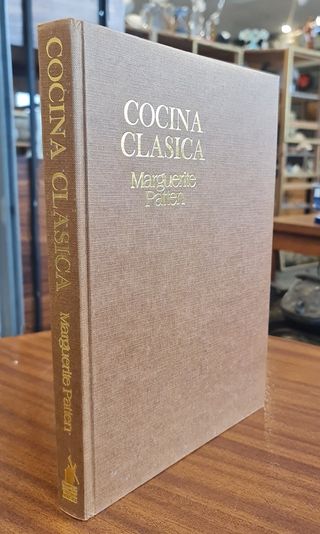 COCINA CLASICA Marguerite Patten
COCINA
CLASICA
Marguerite
Patten